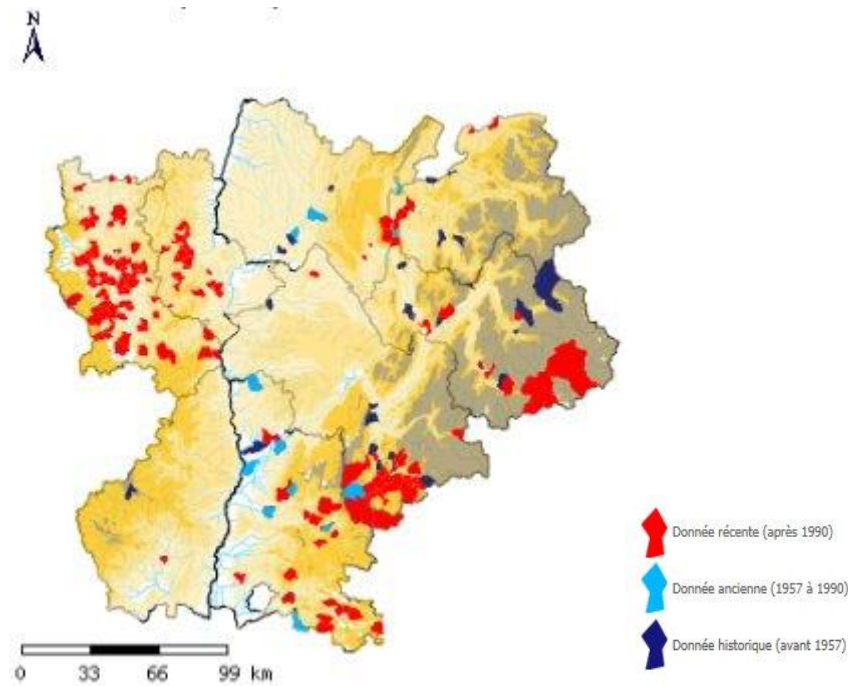 N
Donnée récente (après 1990)
Donnée ancienne (1957 à 1990)
Donnée historique (avant 1957)
0 33 66 99 km